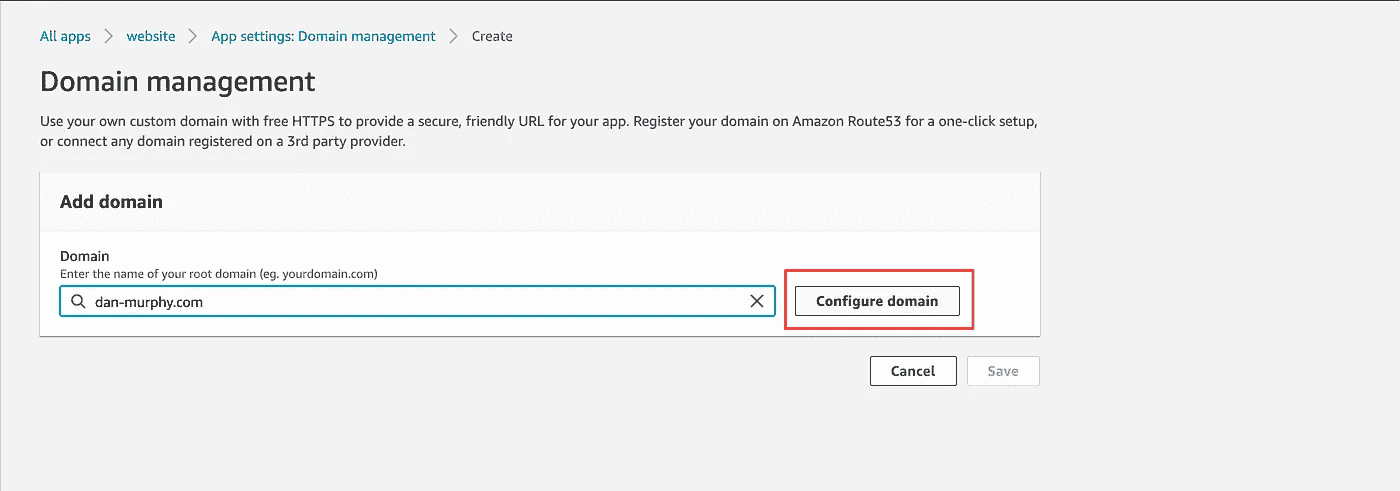 All apps > website > App settings: Domain management > Create
Domain management
Use your own custom domain with free HTTPS to provide a secure, friendly URL for your app. Register your domain on Amazon Route53 for a one-click setup,
or connect any domain registered on a 3rd party provider.
Add domain
Domain
Enter the name of your root domain (eg. yourdomain.com)
dan-murphy.com
Configure domain
Cancel
Save